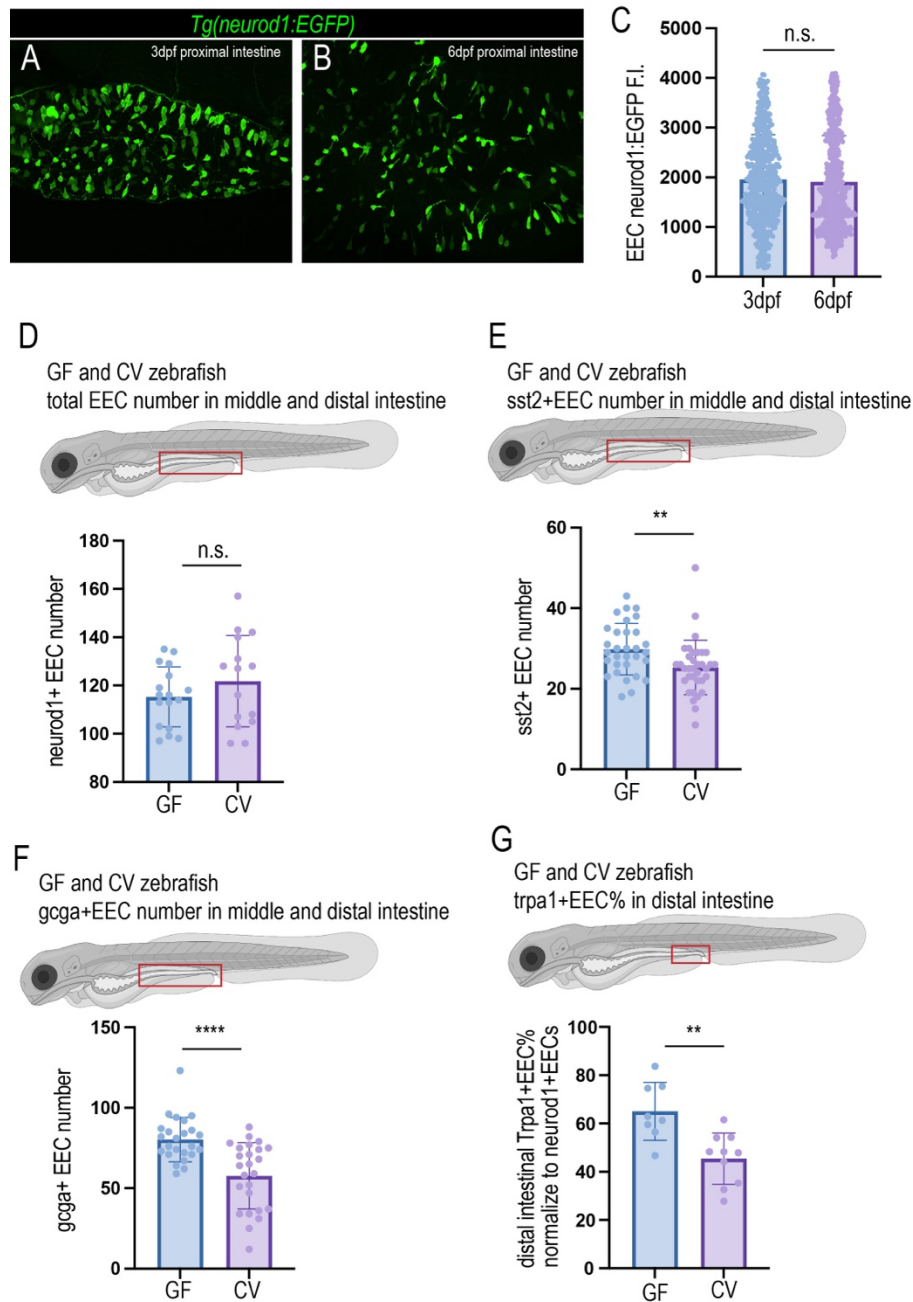 Tg(neurod1:EGFP)
A
3dpf proximal intestine
B
6dpf proximal intestine
C
n.s.
EEC neurod1:EGFP F.I.
5000
4000
3000
2000
1000
0
3dpf
6dpf
D
GF and CV zebrafish
total EEC number in middle and distal intestine
n.s.
neurod1+ EEC number
180
160
140
120
100
80
GF
CV
E
GF and CV zebrafish
sst2+EEC number in middle and distal intestine
**
sst2+ EEC number
60
40
20
0
GF
CV
F
GF and CV zebrafish
gcga+EEC number in middle and distal intestine
****
gcga+ EEC number
150
100
50
0
GF
CV
G
GF and CV zebrafish
trpa1+EEC% in distal intestine
**
distal intestinal Trpa1+EEC%
normalize to neurod1+EECs
100
80
60
40
20
0
GF
CV